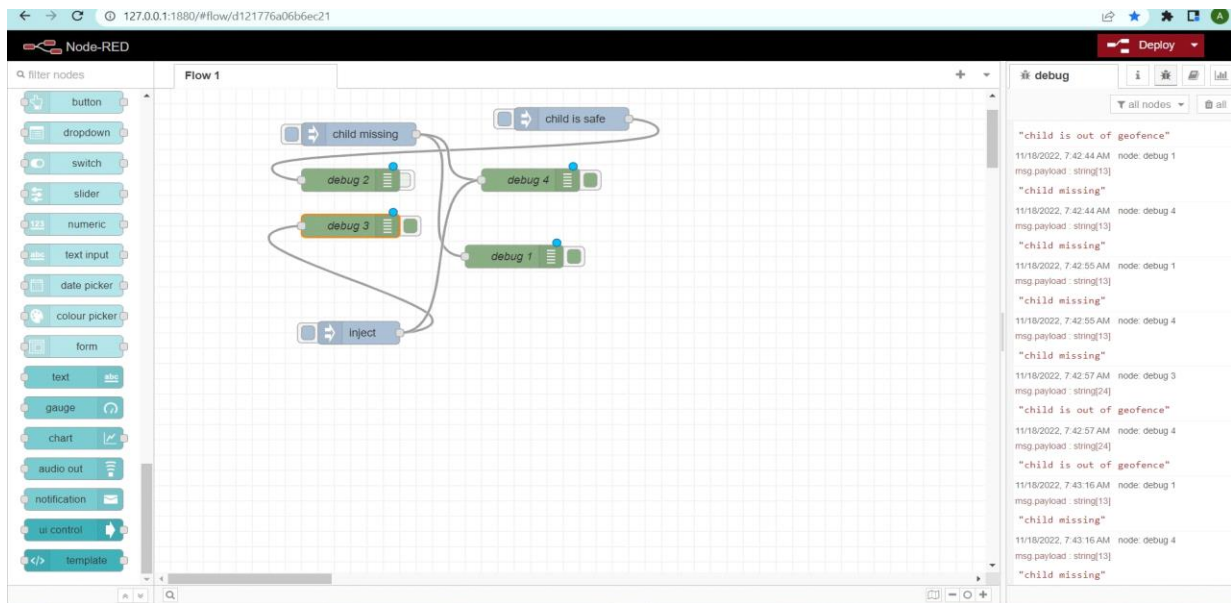 127.0.0.1:1880/#flow/d121776a06b6ec21
A
Node-RED
Deploy
filter nodes
button
dropdown
switch
slider
123 numeric
abc text input
date picker
colour picker
form
text abc
gauge
chart
audio out
notification
ui control
</> template
Flow 1
child missing
child is safe
debug 2
debug 4
debug 3
debug 1
inject
debug
i
all nodes
all
"child is out of geofence"
11/18/2022, 7:42:44 AM node: debug 1
msg.payload : string[13]
"child missing"
11/18/2022, 7:42:44 AM node: debug 4
msg.payload : string[13]
"child missing"
11/18/2022, 7:42:55 AM node: debug 1
msg.payload : string[13]
"child missing"
11/18/2022, 7:42:55 AM node: debug 4
msg.payload : string[13]
"child missing"
11/18/2022, 7:42:57 AM node: debug 3
msg.payload : string[24]
"child is out of geofence"
11/18/2022, 7:42:57 AM node: debug 4
msg.payload : string[24]
"child is out of geofence"
11/18/2022, 7:43:16 AM node: debug 1
msg.payload : string[13]
"child missing"
11/18/2022, 7:43:16 AM node: debug 4
msg.payload : string[13]
"child missing"